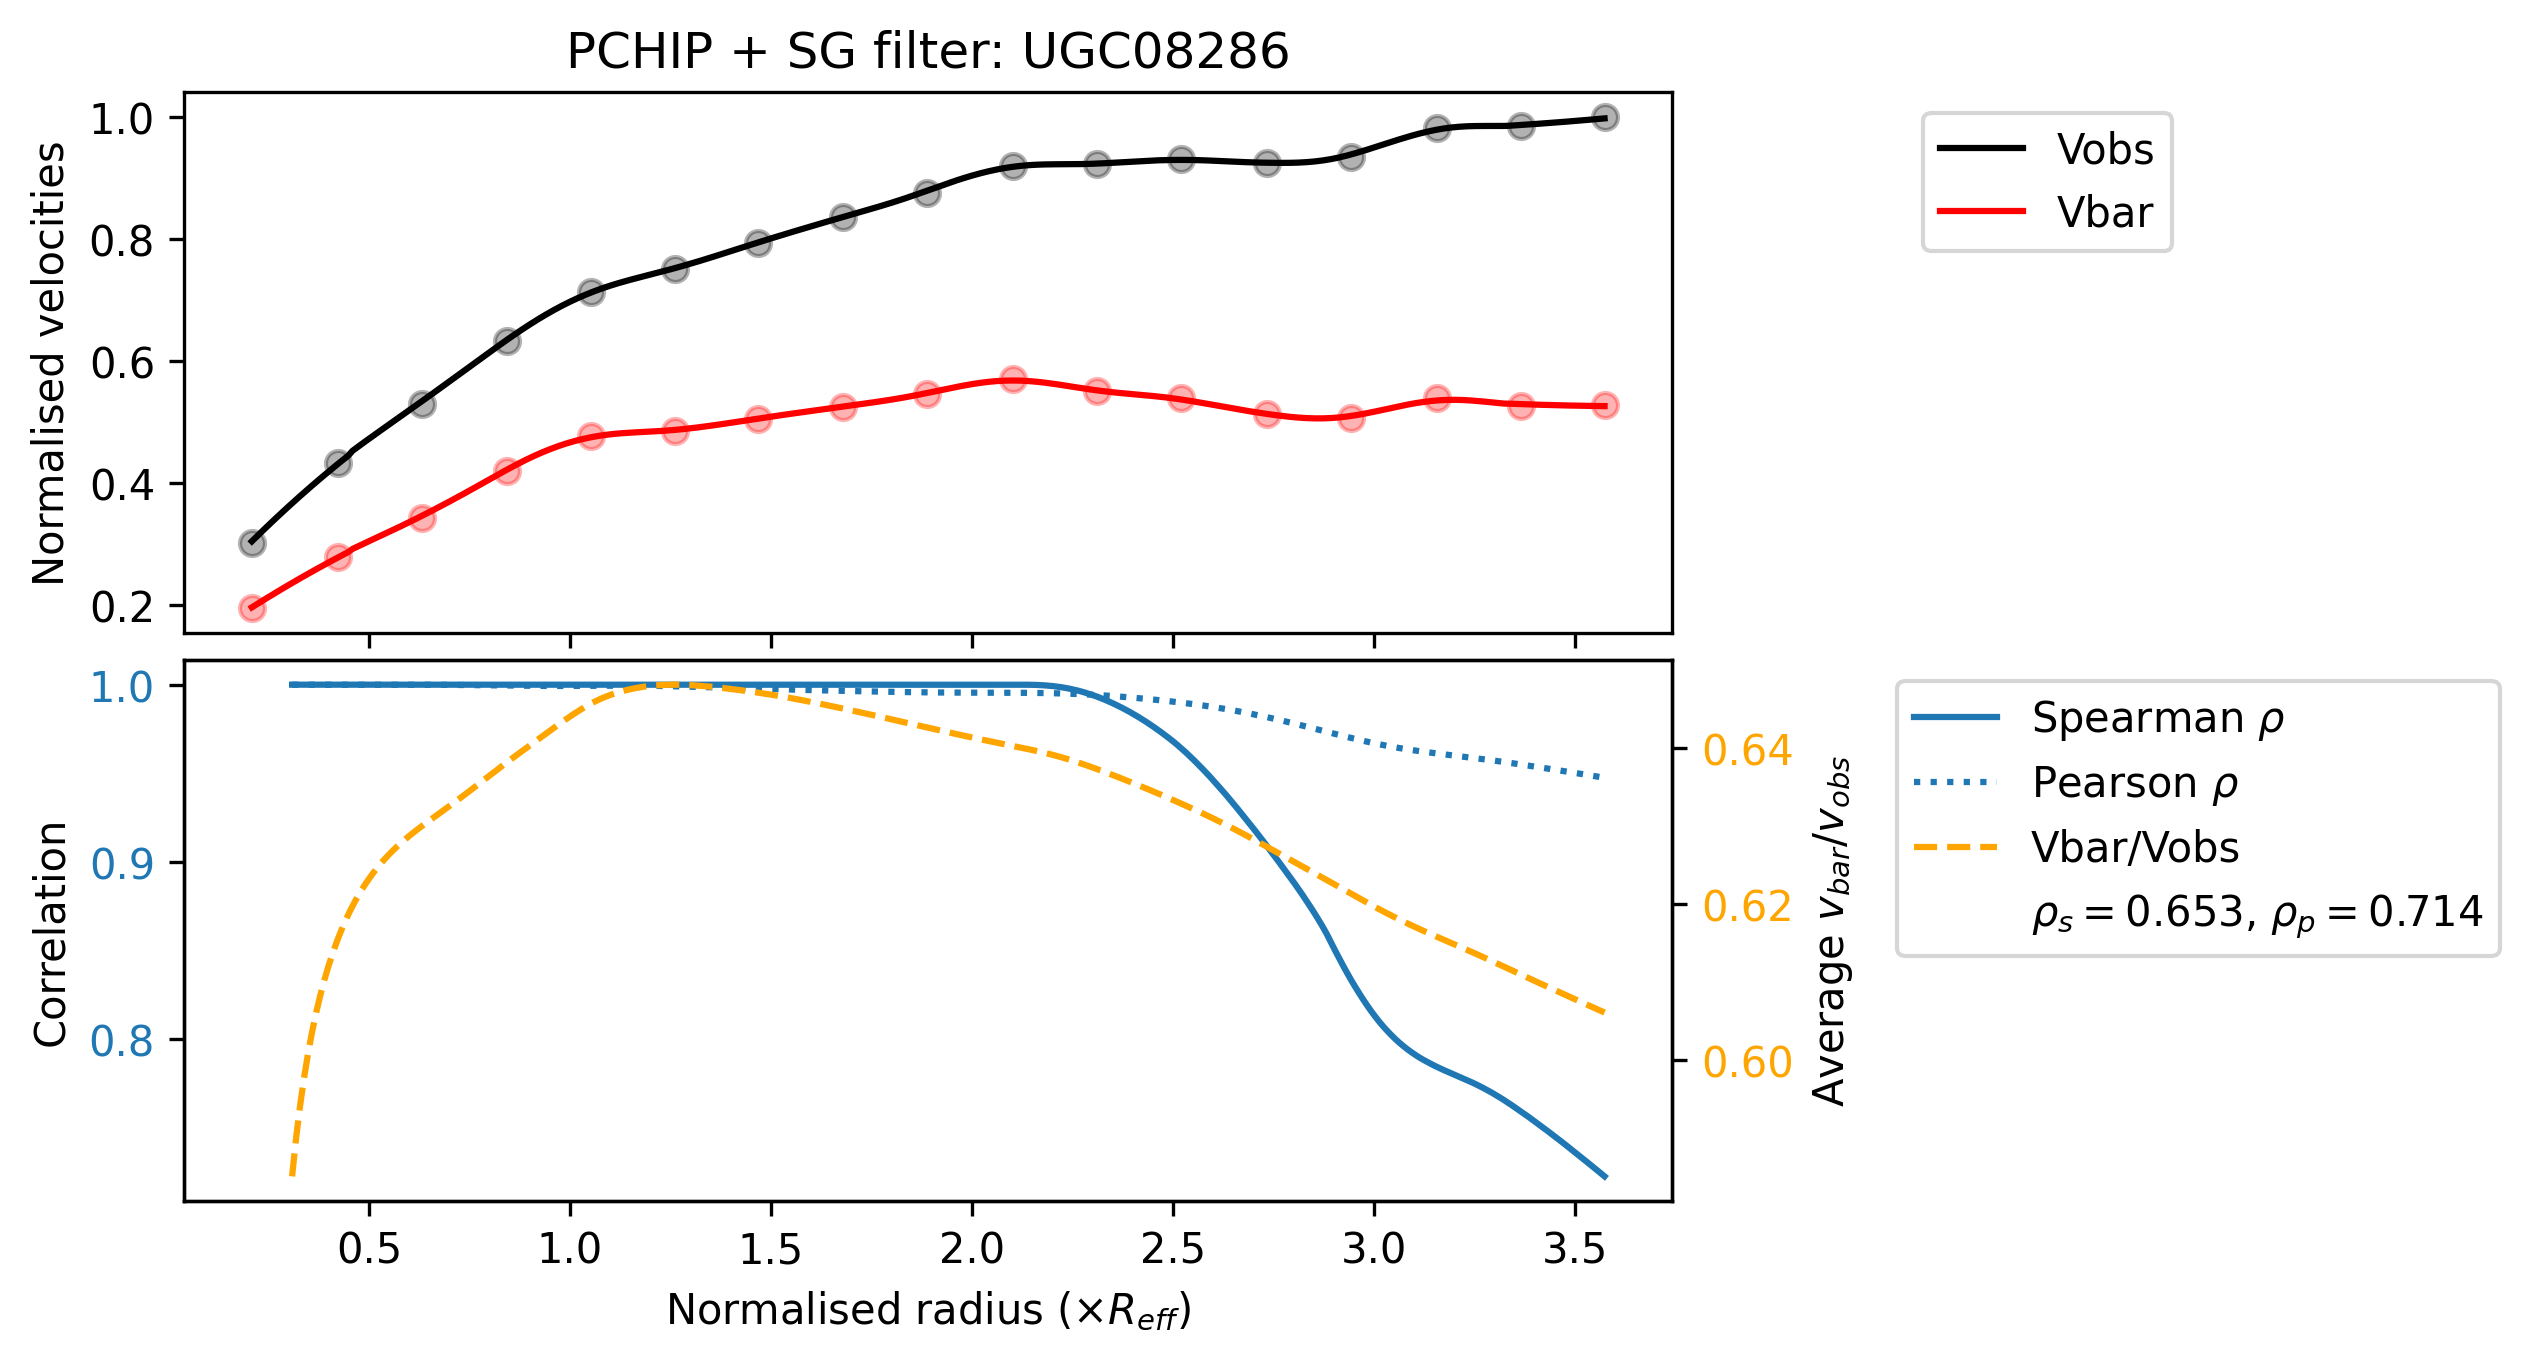 PCHIP + SG filter: UGC08286
Normalised velocities
1.0
0.8
0.6
0.4
0.2
Vobs
Vbar
Correlation
1.0
0.9
0.8
0.64
0.62
0.60
Average v_bar/v_obs
Spearman ρ
Pearson ρ
Vbar/Vobs
ρ_s = 0.653, ρ_p = 0.714
0.5 1.0 1.5 2.0 2.5 3.0 3.5
Normalised radius (×R_eff)